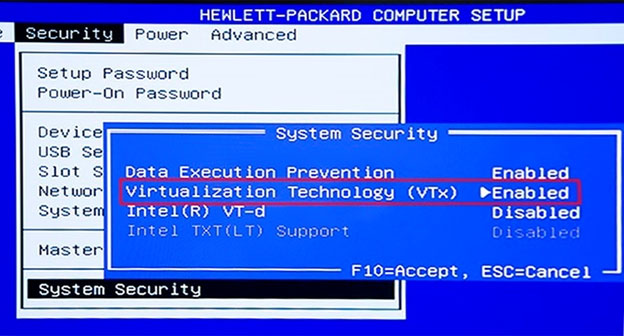 HEWLETT-PACKARD COMPUTER SETUP
Security Power Advanced
Setup Password
Power-On Password
Device
USB Se
Slot S
Networ
System
Master
System Security
System Security
Data Execution Prevention Enabled
Virtualization Technology (VTx) ▶Enabled
Intel(R) VT-d Disabled
Intel TXT(LT) Support Disabled
F10=Accept, ESC=Cancel